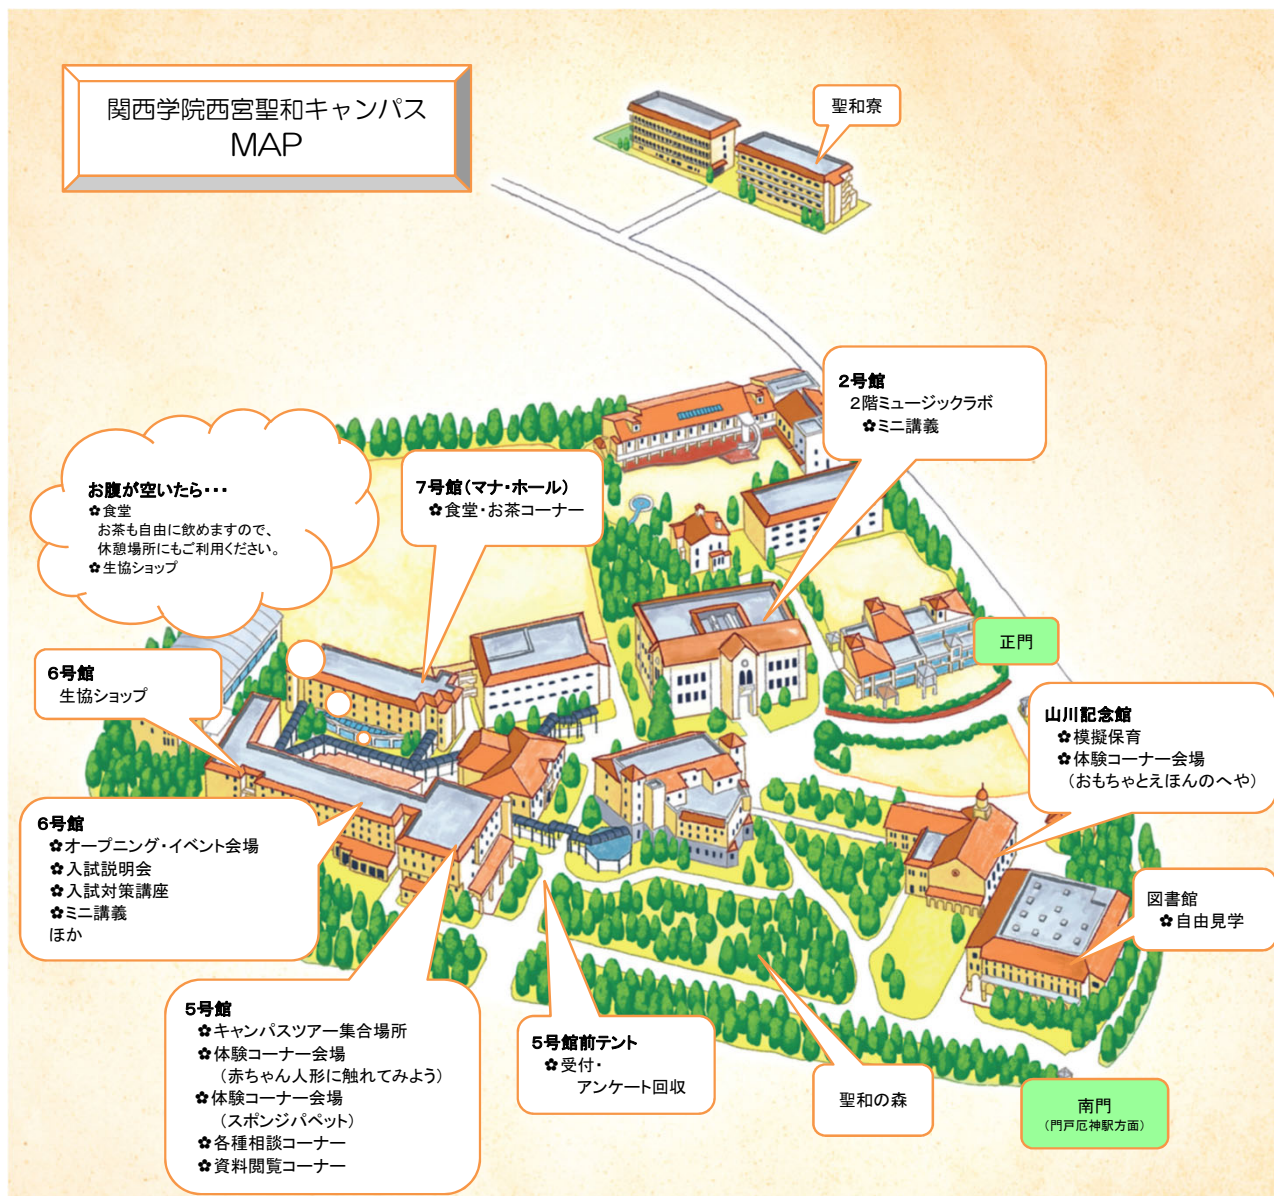 関西学院西宮聖和キャンパス
MAP
聖和寮
2号館
2階ミュージックラボ
✿ミニ講義
お腹が空いたら・・・
✿食堂
お茶も自由に飲めますので、
休憩場所にもご利用ください。
✿生協ショップ
7号館(マナ・ホール)
✿食堂・お茶コーナー
正門
6号館
生協ショップ
山川記念館
✿模擬保育
✿体験コーナー会場
(おもちゃとえほんのへや)
6号館
✿オープニング・イベント会場
✿入試説明会
✿入試対策講座
✿ミニ講義
ほか
図書館
✿自由見学
5号館
✿キャンパスツアー集合場所
✿体験コーナー会場
(赤ちゃん人形に触れてみよう)
✿体験コーナー会場
(スポンジパペット)
✿各種相談コーナー
✿資料閲覧コーナー
5号館前テント
✿受付・
アンケート回収
聖和の森
南門
(門戸厄神駅方面)